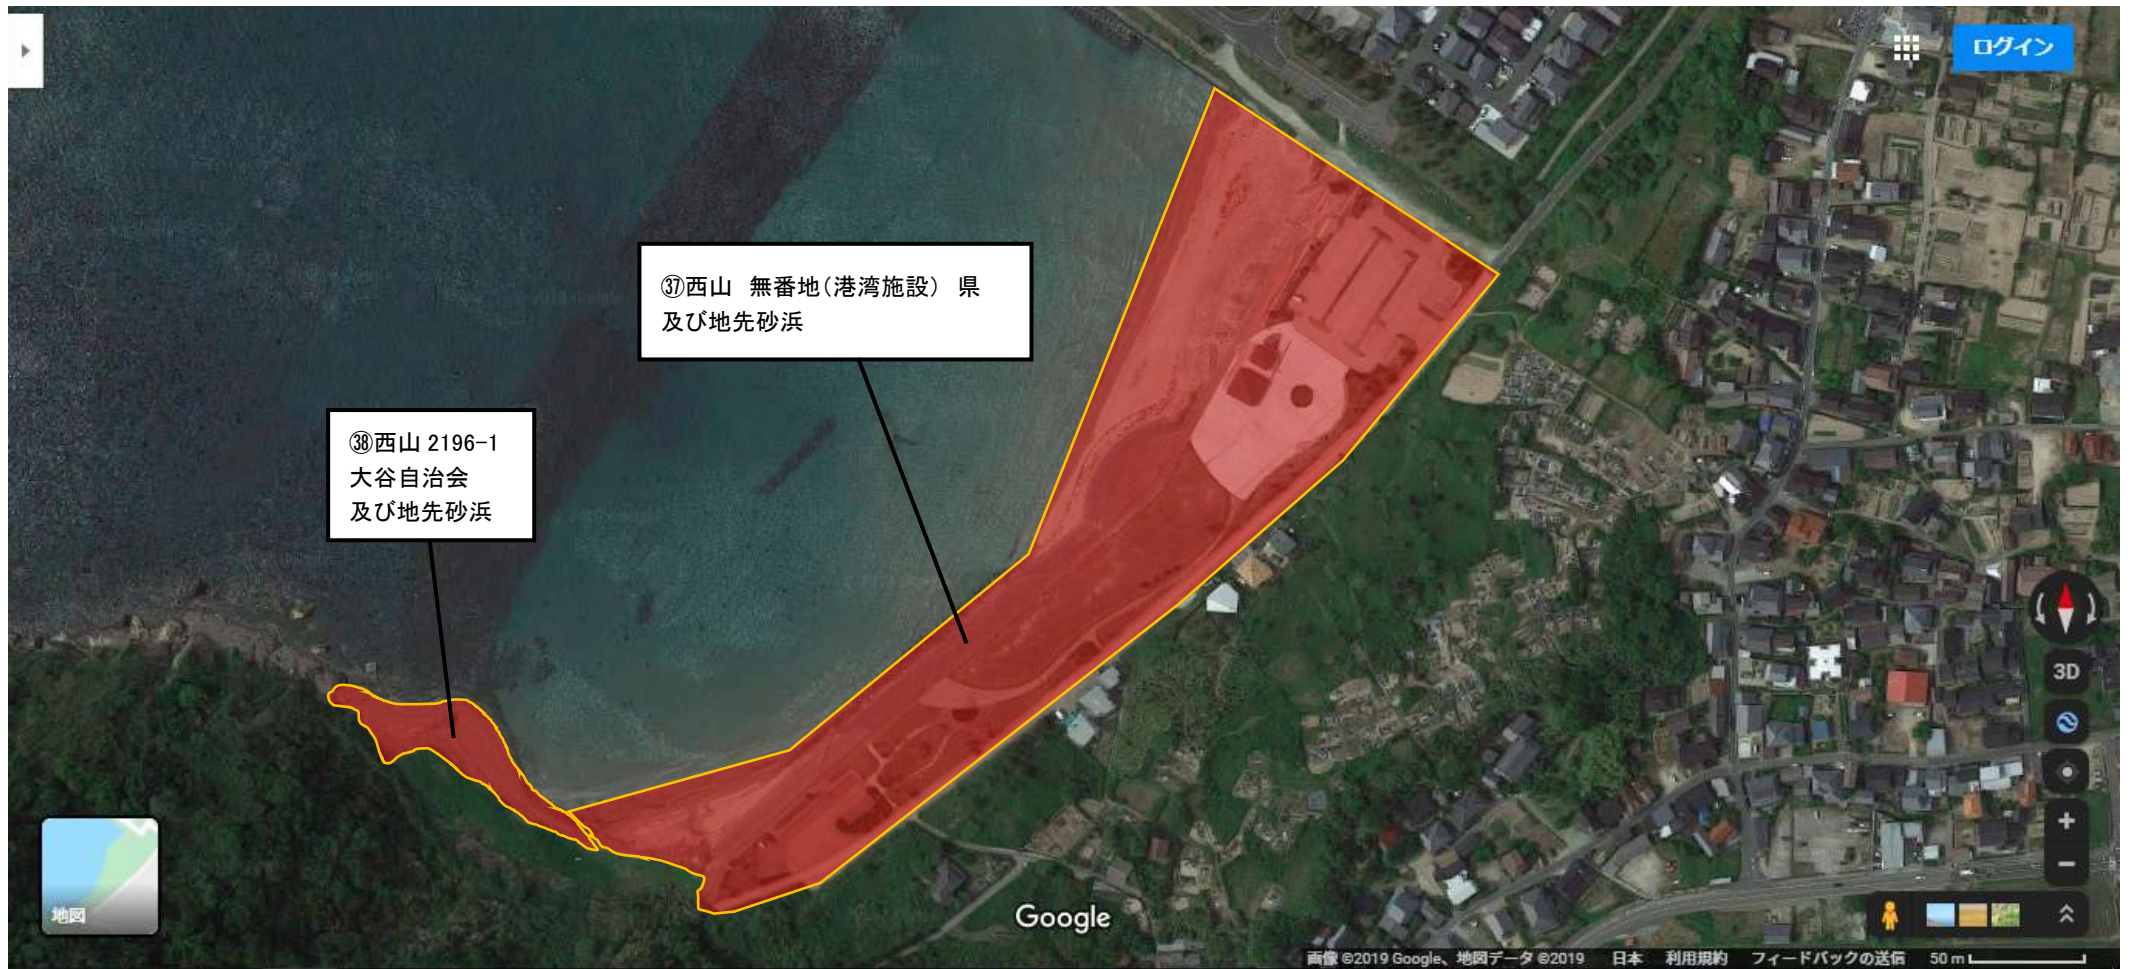 ログイン
㊲西山 無番地（港湾施設） 県
及び地先砂浜
㊳西山 2196-1
大谷自治会
及び地先砂浜
3D
地図
Google
画像 ©2019 Google、地図データ ©2019 日本 利用規約 フィードバックの送信 50 m